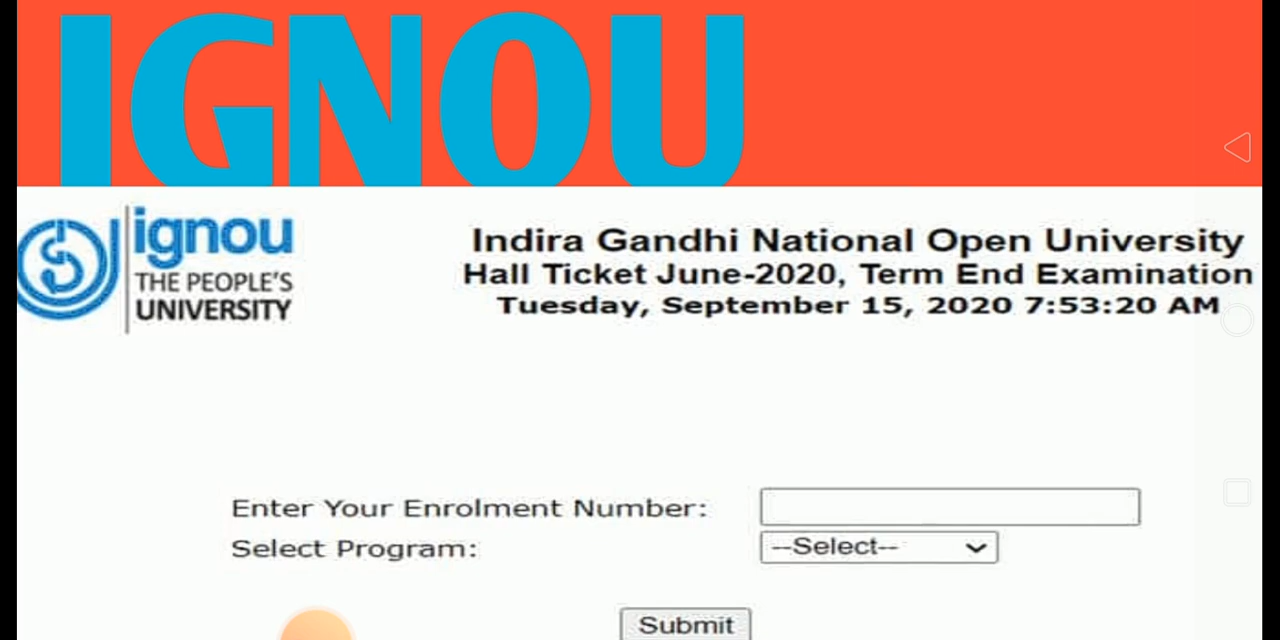 IGNOU
ignou
THE PEOPLE'S
UNIVERSITY
Indira Gandhi National Open University
Hall Ticket June-2020, Term End Examination
Tuesday, September 15, 2020 7:53:20 AM
Enter Your Enrolment Number:
Select Program:
--Select--
Submit